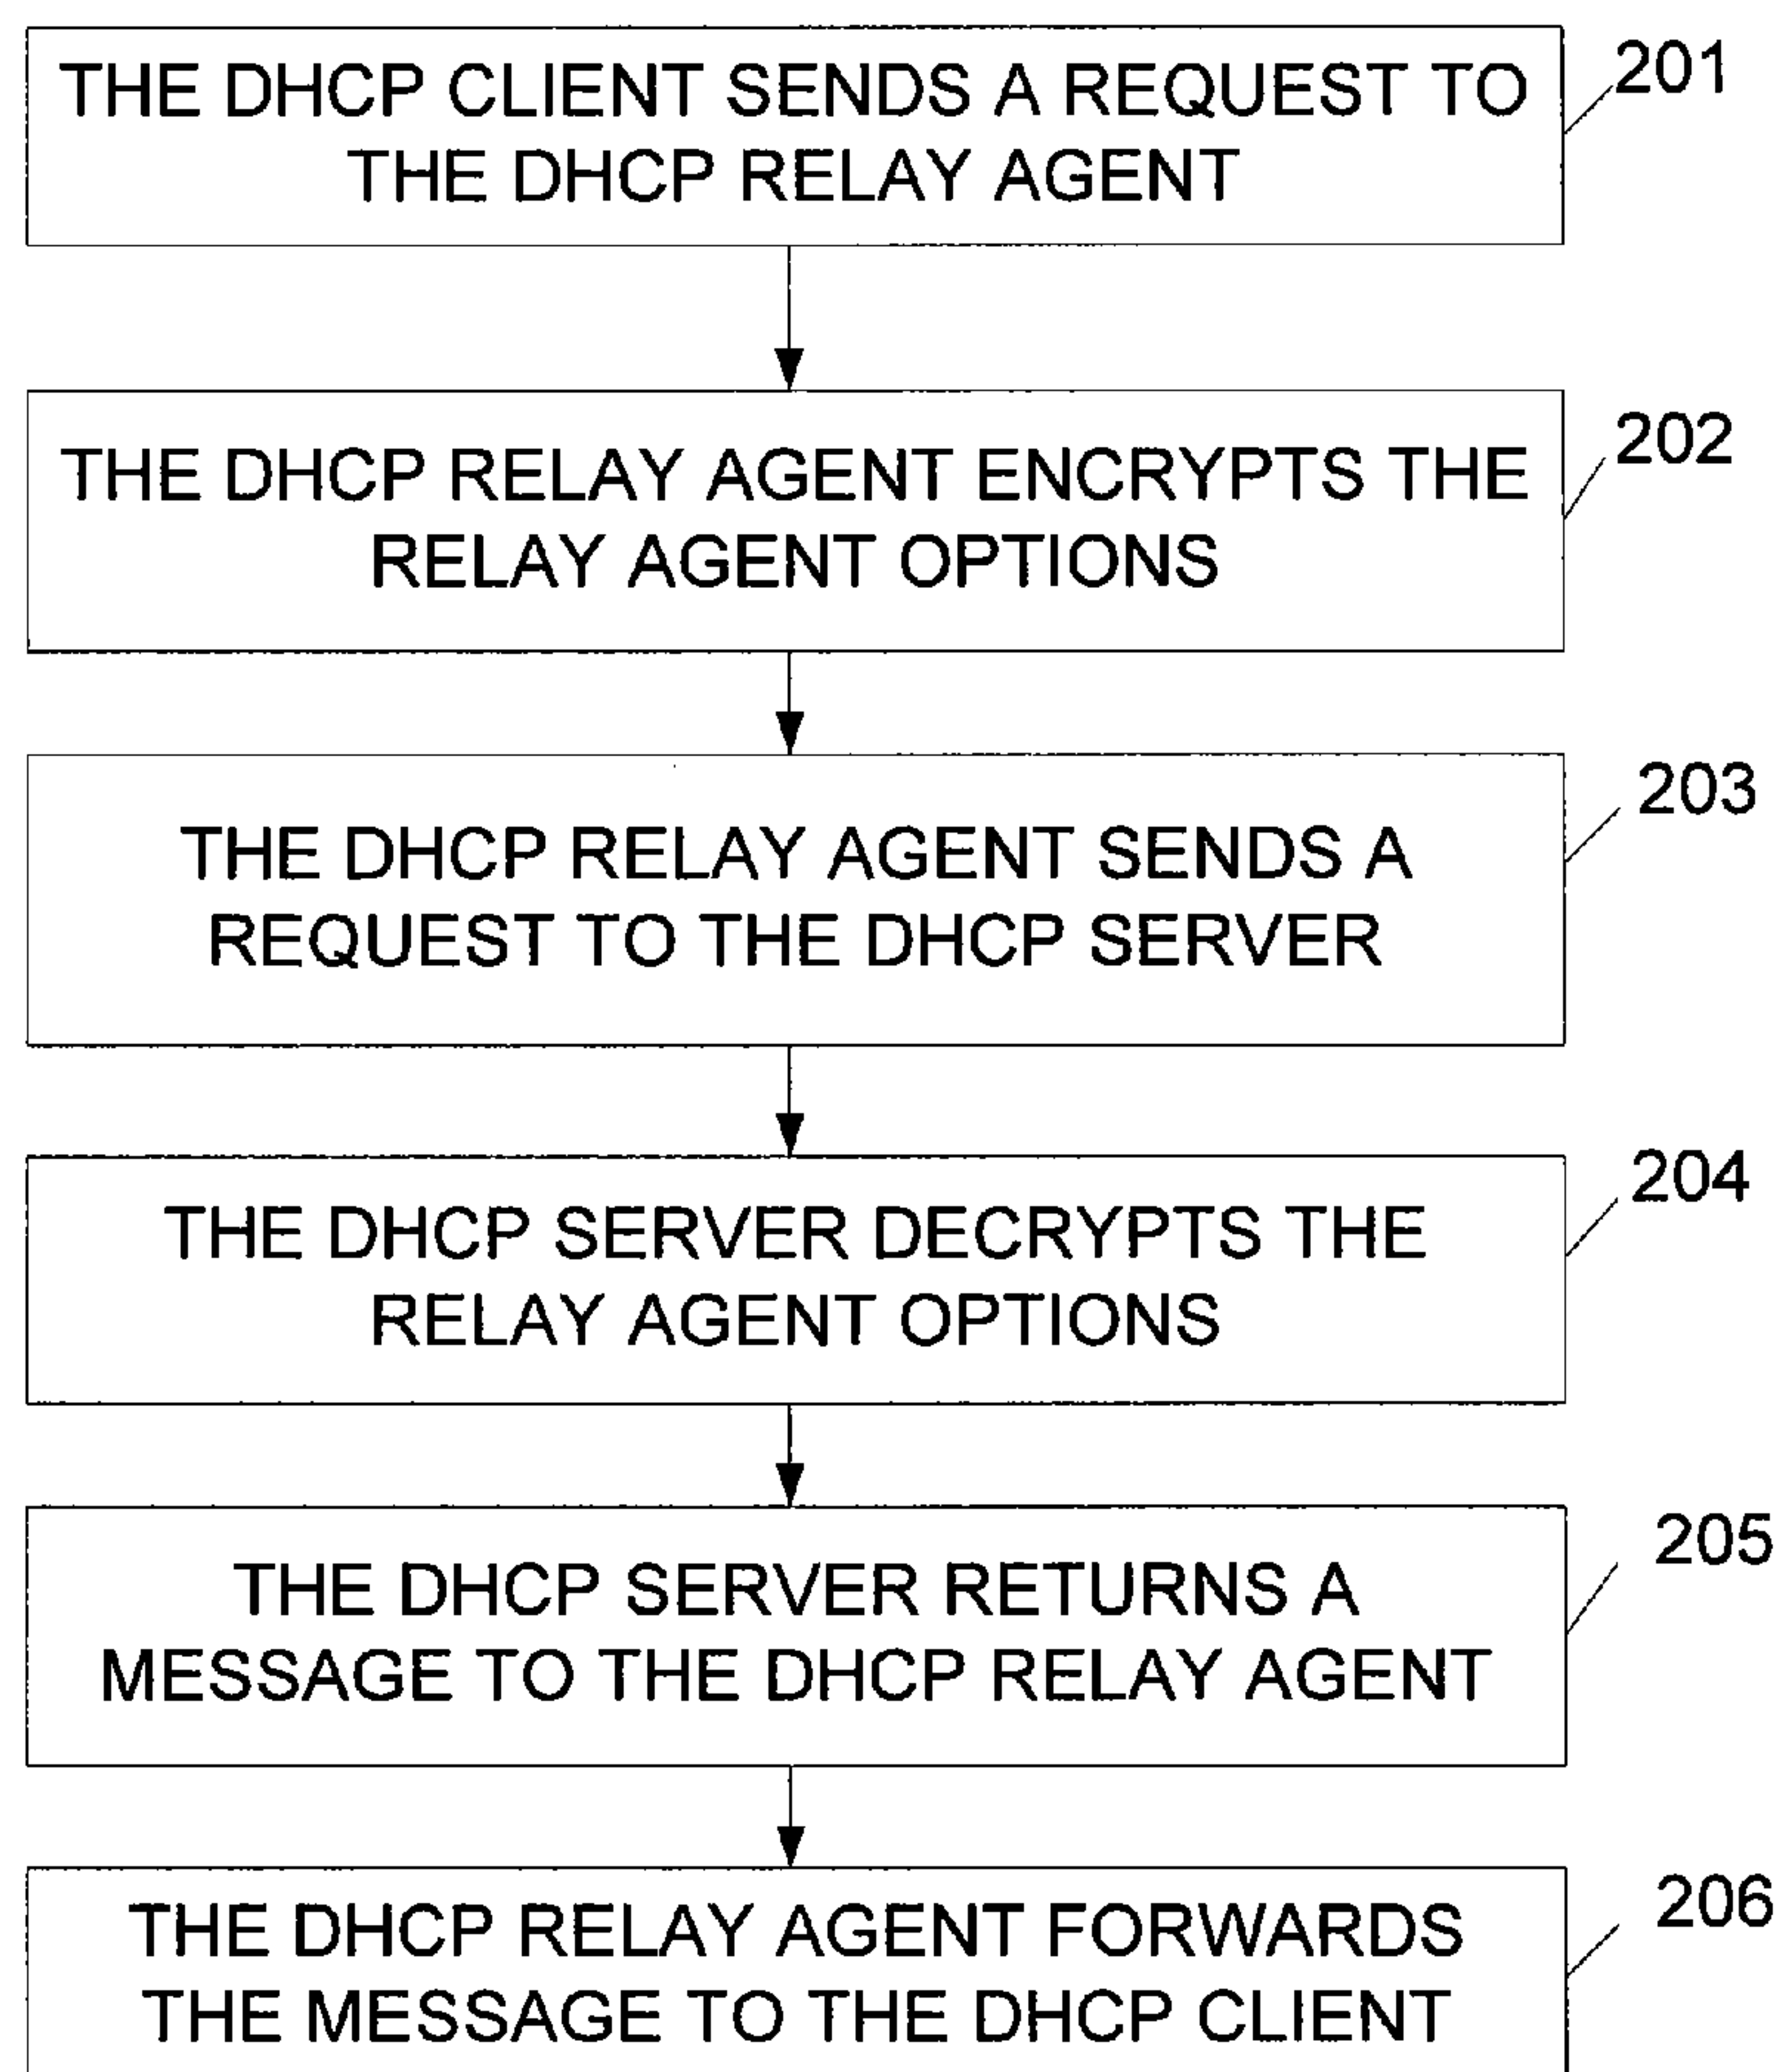 THE DHCP CLIENT SENDS A REQUEST TO
THE DHCP RELAY AGENT
201
THE DHCP RELAY AGENT ENCRYPTS THE
RELAY AGENT OPTIONS
202
THE DHCP RELAY AGENT SENDS A
REQUEST TO THE DHCP SERVER
203
THE DHCP SERVER DECRYPTS THE
RELAY AGENT OPTIONS
204
THE DHCP SERVER RETURNS A
MESSAGE TO THE DHCP RELAY AGENT
205
THE DHCP RELAY AGENT FORWARDS
THE MESSAGE TO THE DHCP CLIENT
206